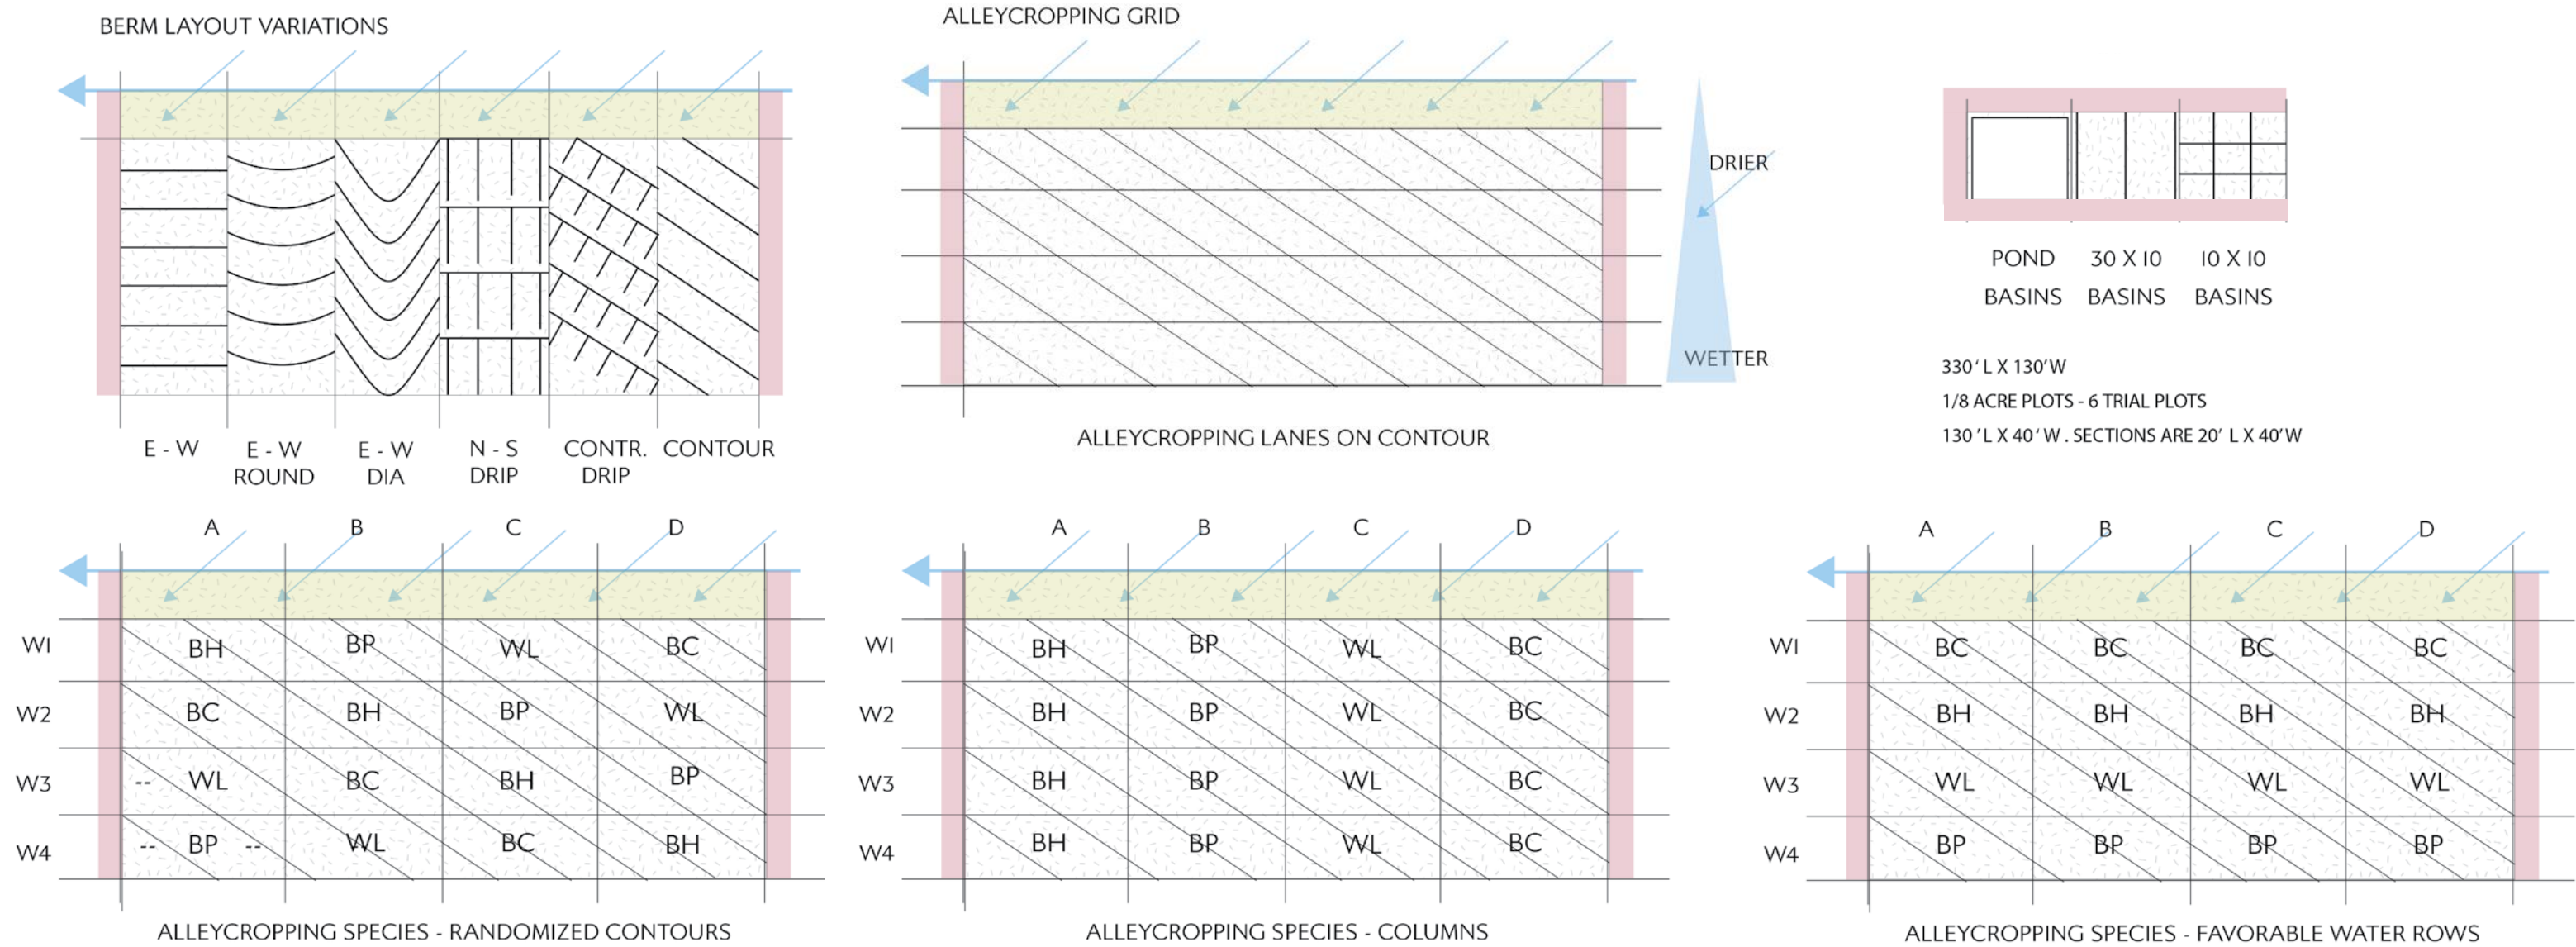 BERM LAYOUT VARIATIONS
E - W
E - W
ROUND
E - W
DIA
N - S
DRIP
CONTR.
DRIP
CONTOUR
ALLEYCROPPING GRID
DRIER
WETTER
ALLEYCROPPING LANES ON CONTOUR
POND
BASINS
30 X 10
BASINS
10 X 10
BASINS
330' L X 130'W
1/8 ACRE PLOTS - 6 TRIAL PLOTS
130 'L X 40' W . SECTIONS ARE 20' L X 40'W
A B C D
W1 BH BP WL BC
W2 BC BH BP WL
W3 -- WL BC BH BP
W4 -- BP -- WL BC BH
ALLEYCROPPING SPECIES - RANDOMIZED CONTOURS
A B C D
W1 BH BP WL BC
W2 BH BP WL BC
W3 BH BP WL BC
W4 BH BP WL BC
ALLEYCROPPING SPECIES - COLUMNS
A B C D
W1 BC BC BC BC
W2 BH BH BH BH
W3 WL WL WL WL
W4 BP BP BP BP
ALLEYCROPPING SPECIES - FAVORABLE WATER ROWS